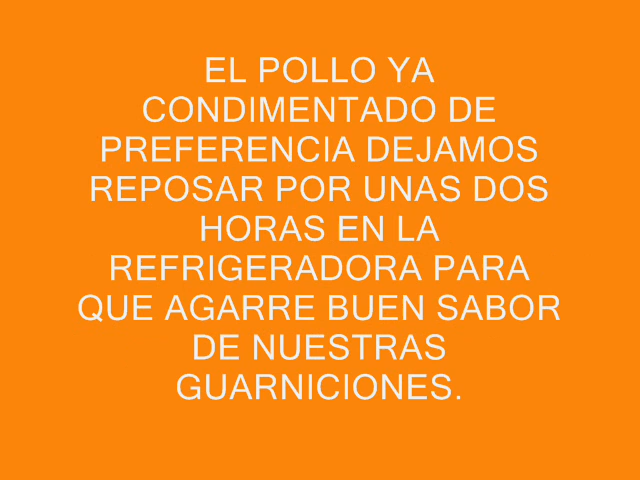 EL POLLO YA
CONDIMENTADO DE
PREFERENCIA DEJAMOS
REPOSAR POR UNAS DOS
HORAS EN LA
REFRIGERADORA PARA
QUE AGARRE BUEN SABOR
DE NUESTRAS
GUARNICIONES.